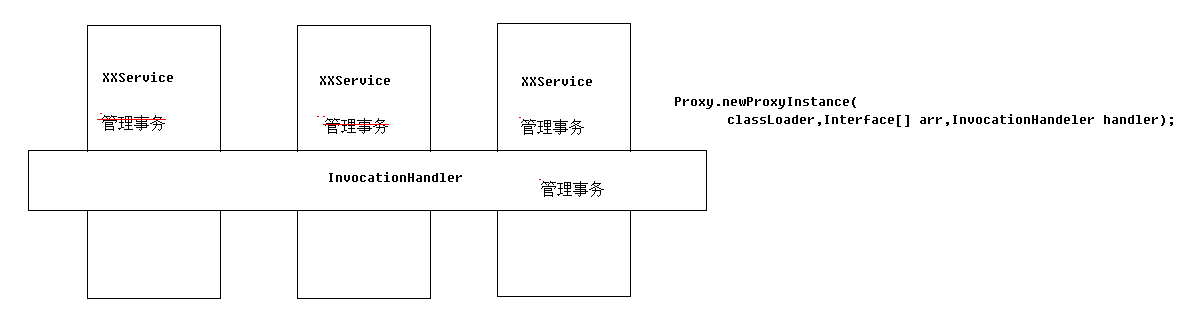 XXService
管理事务
XXService
管理事务
XXService
管理事务
InvocationHandler
管理事务
Proxy.newProxyInstance(
classLoader,Interface[] arr,InvocationHandeler handler);